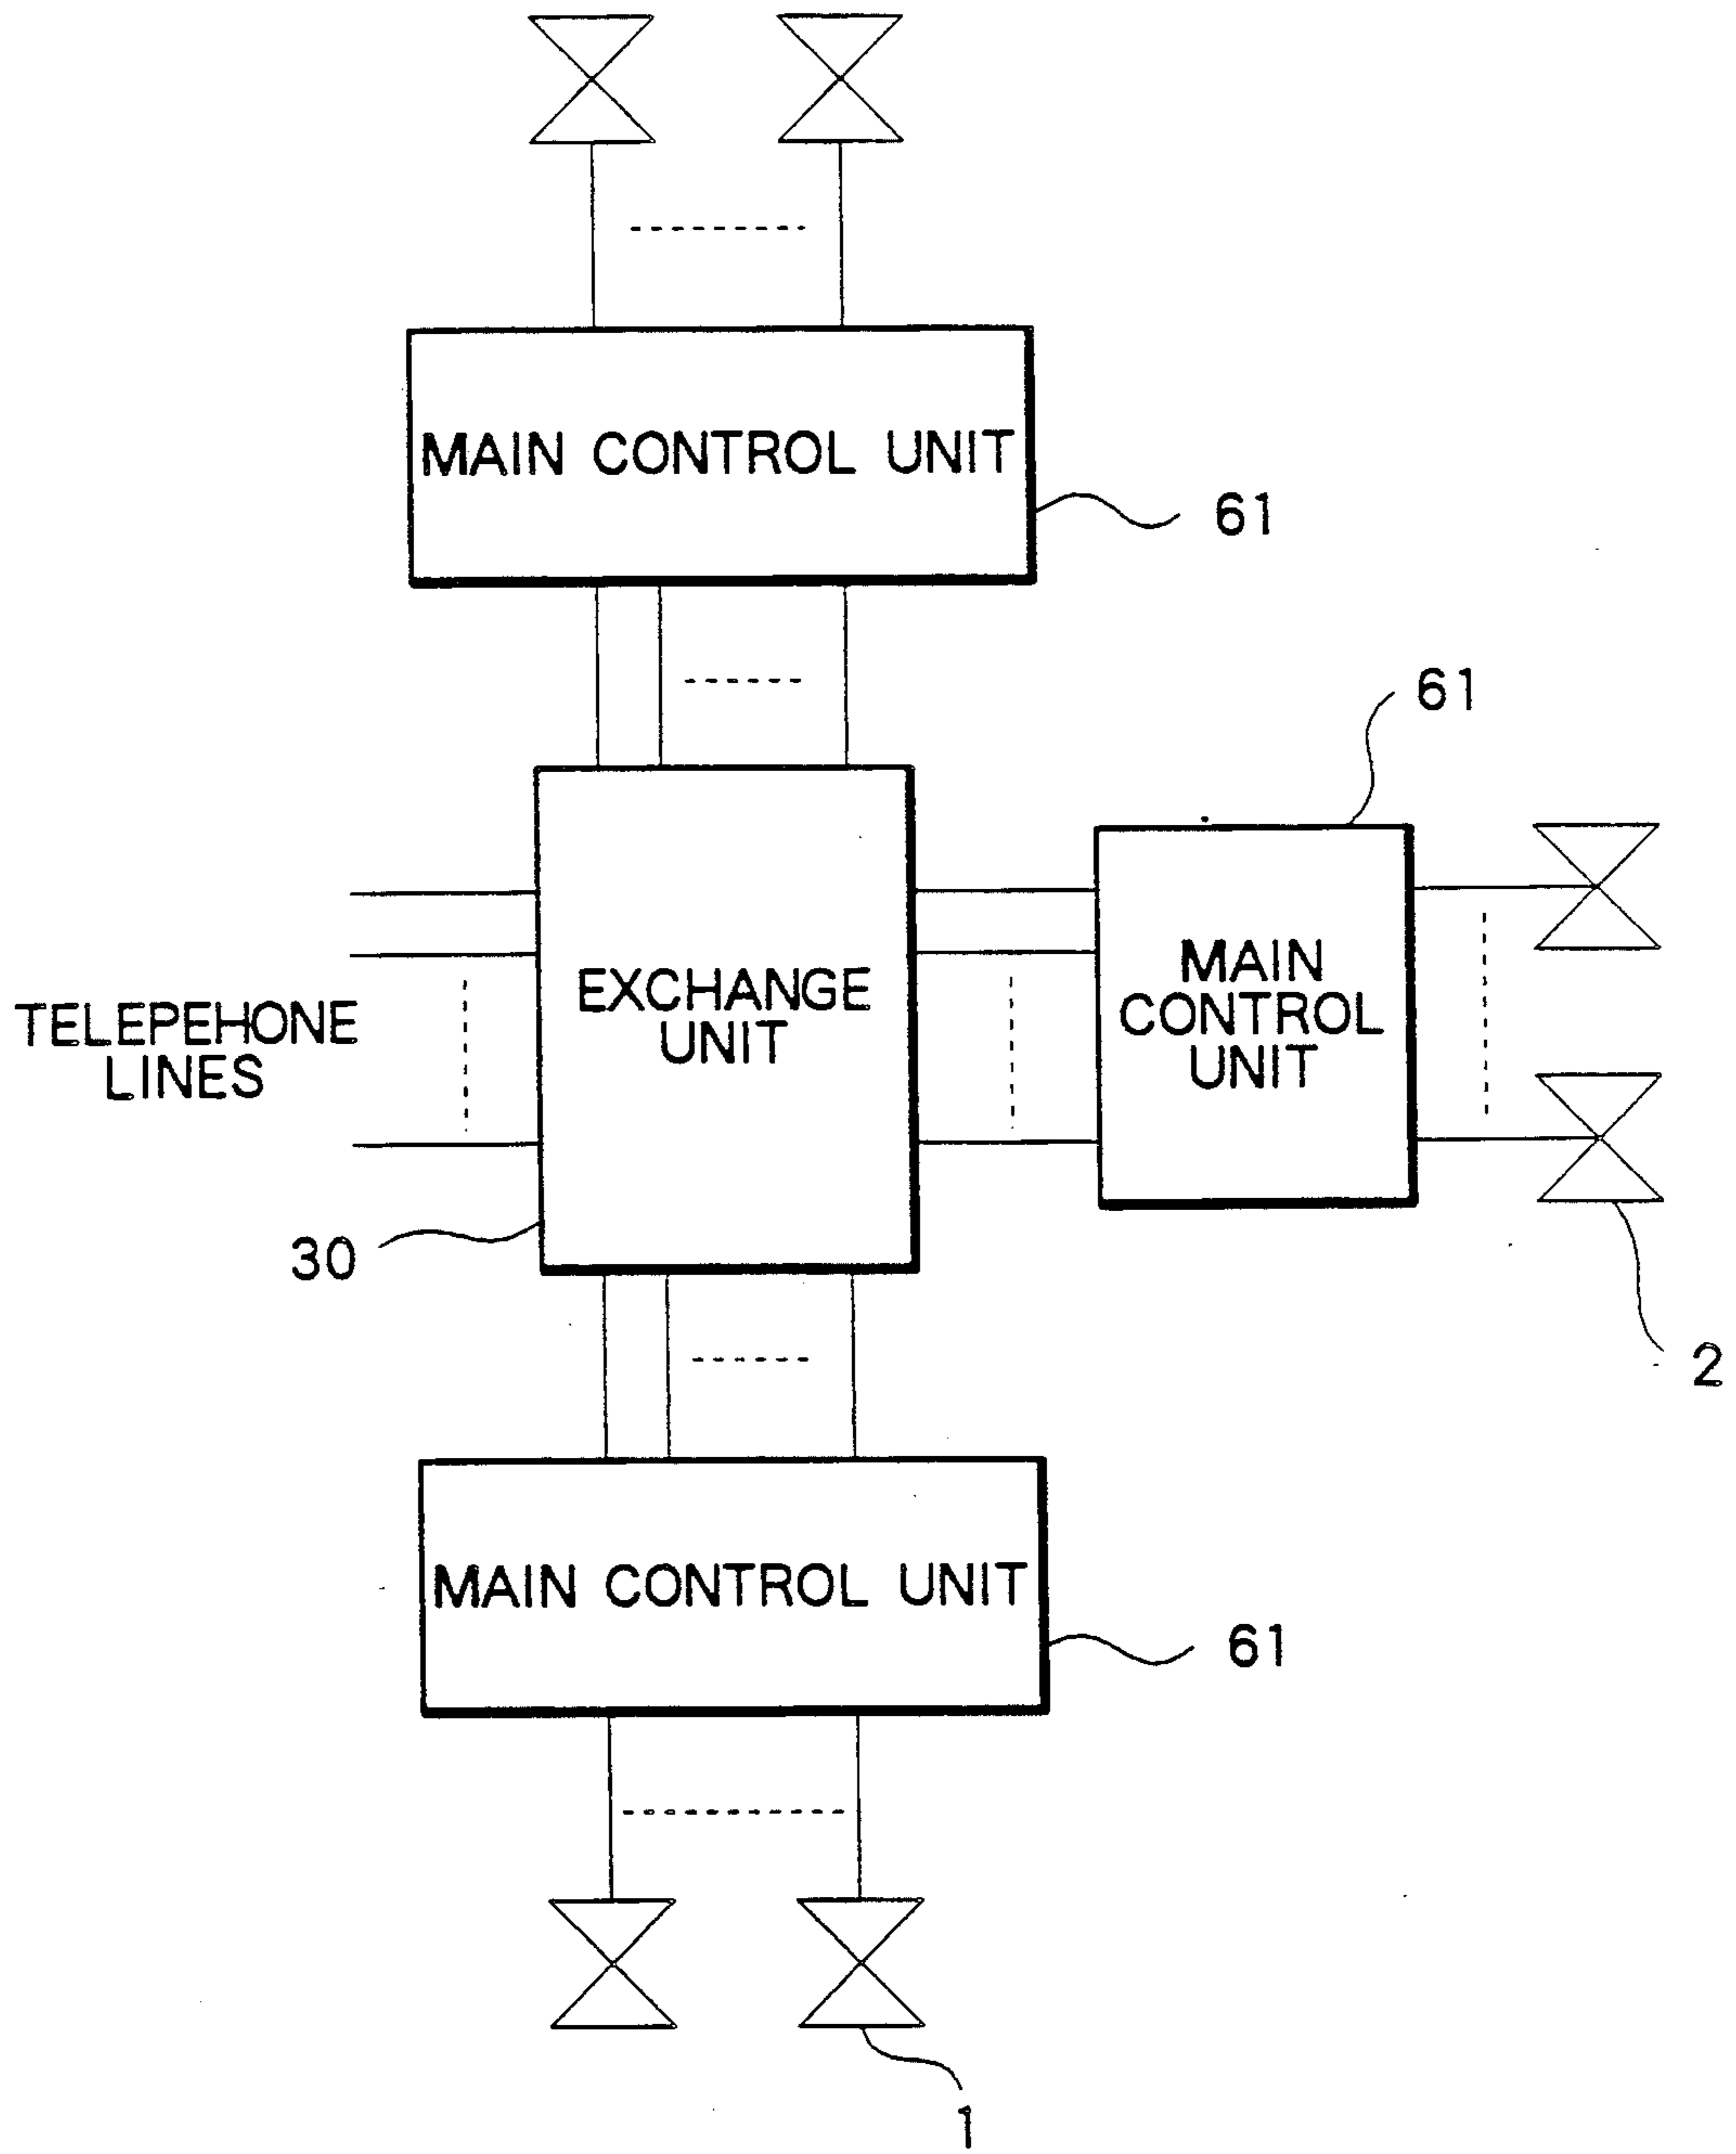 MAIN CONTROL UNIT
61
61
EXCHANGE
UNIT
MAIN
CONTROL
UNIT
TELEPEHONE
LINES
30
2
MAIN CONTROL UNIT
61
1